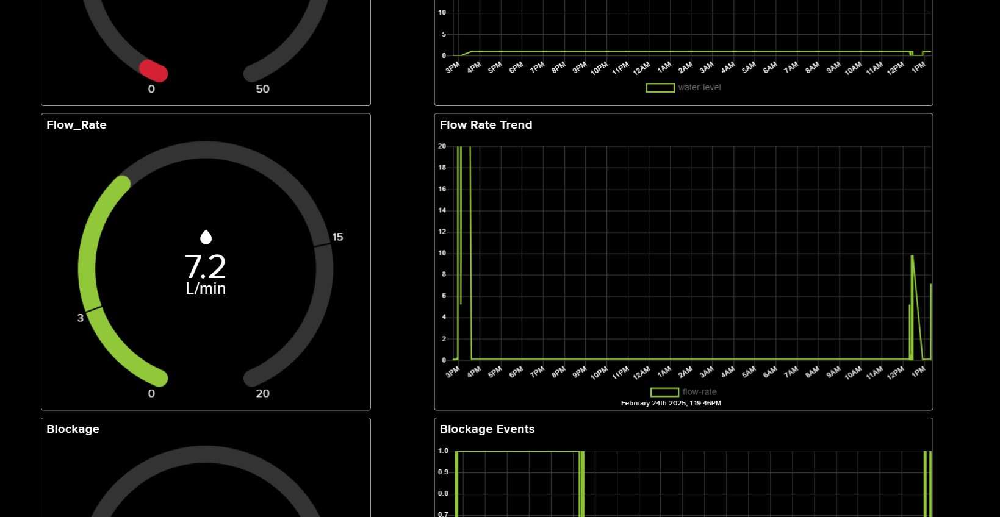 0
50
10
5
0
3PM 4PM 5PM 6PM 7PM 8PM 9PM 10PM 11PM 12AM 1AM 2AM 3AM 4AM 5AM 6AM 7AM 8AM 9AM 10AM 11AM 12PM 1PM
water-level
Flow_Rate
15
7.2
L/min
3
0
20
Flow Rate Trend
20
18
16
14
12
10
8
6
4
2
0
3PM 4PM 5PM 6PM 7PM 8PM 9PM 10PM 11PM 12AM 1AM 2AM 3AM 4AM 5AM 6AM 7AM 8AM 9AM 10AM 11AM 12PM 1PM
flow-rate
February 24th 2025, 1:19:46PM
Blockage
Blockage Events
1.0
0.9
0.8
0.7